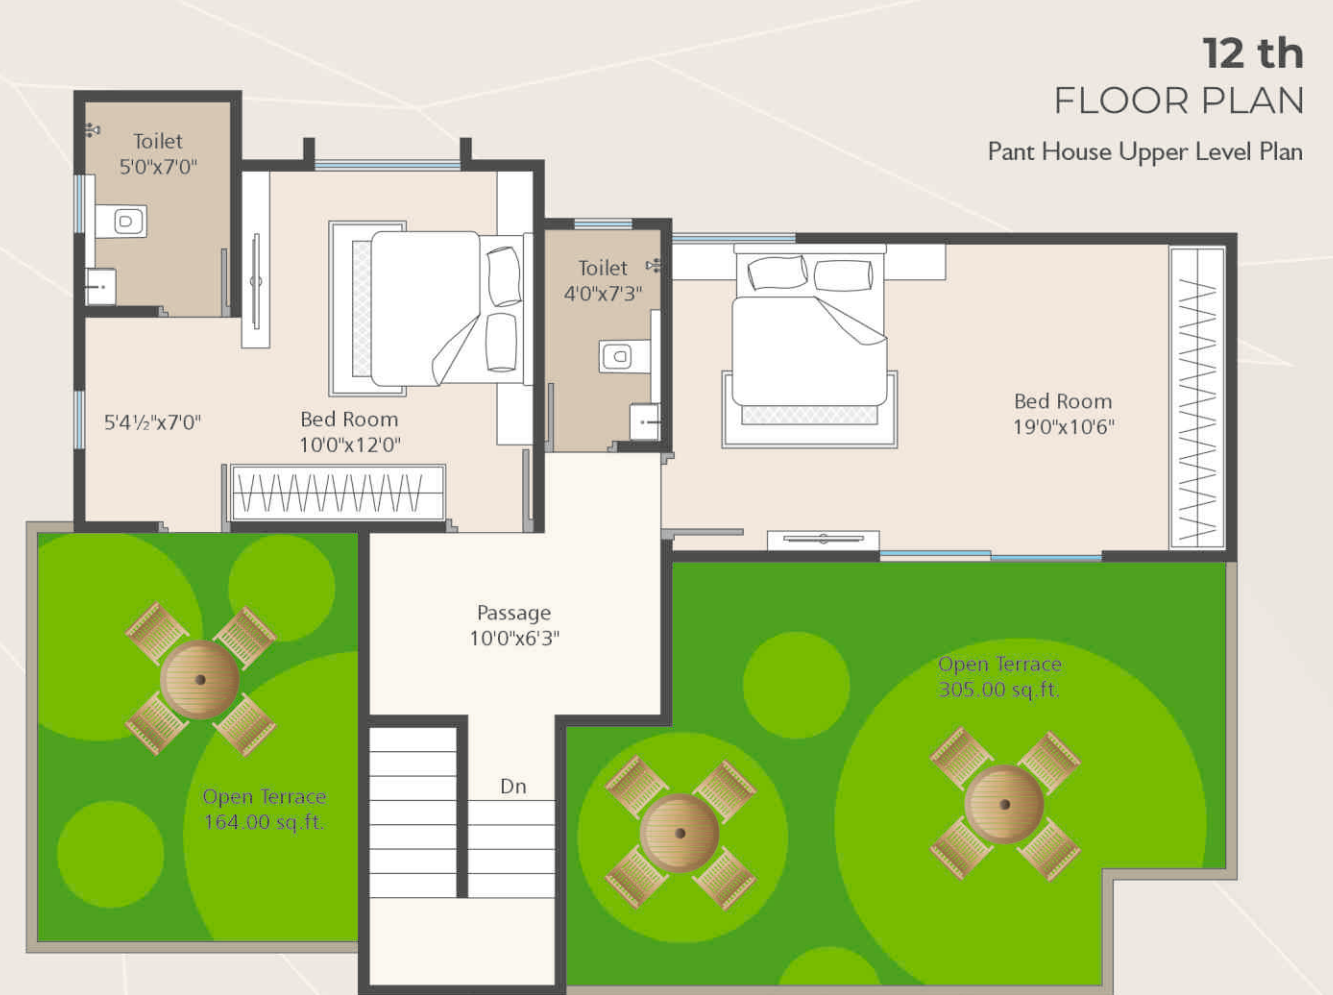 12 th
FLOOR PLAN
Pant House Upper Level Plan
Toilet
5'0"x7'0"
Toilet
4'0"x7'3"
5'4½"x7'0"
Bed Room
10'0"x12'0"
Bed Room
19'0"x10'6"
Passage
10'0"x6'3"
Open Terrace
305.00 sq.ft.
Open Terrace
164.00 sq.ft.
Dn